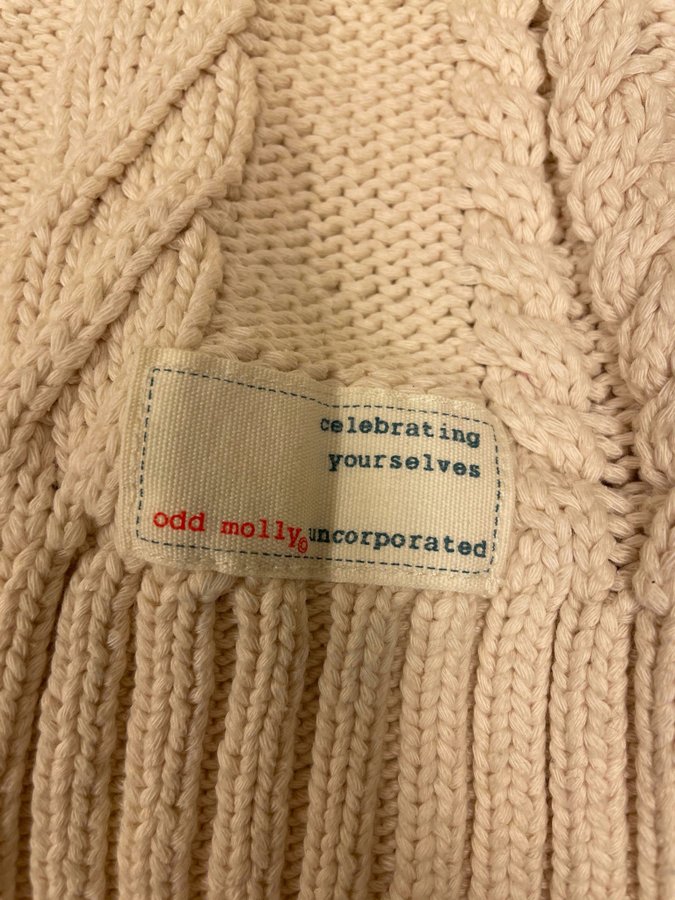 celebrating
yourselves
odd molly© uncorporated